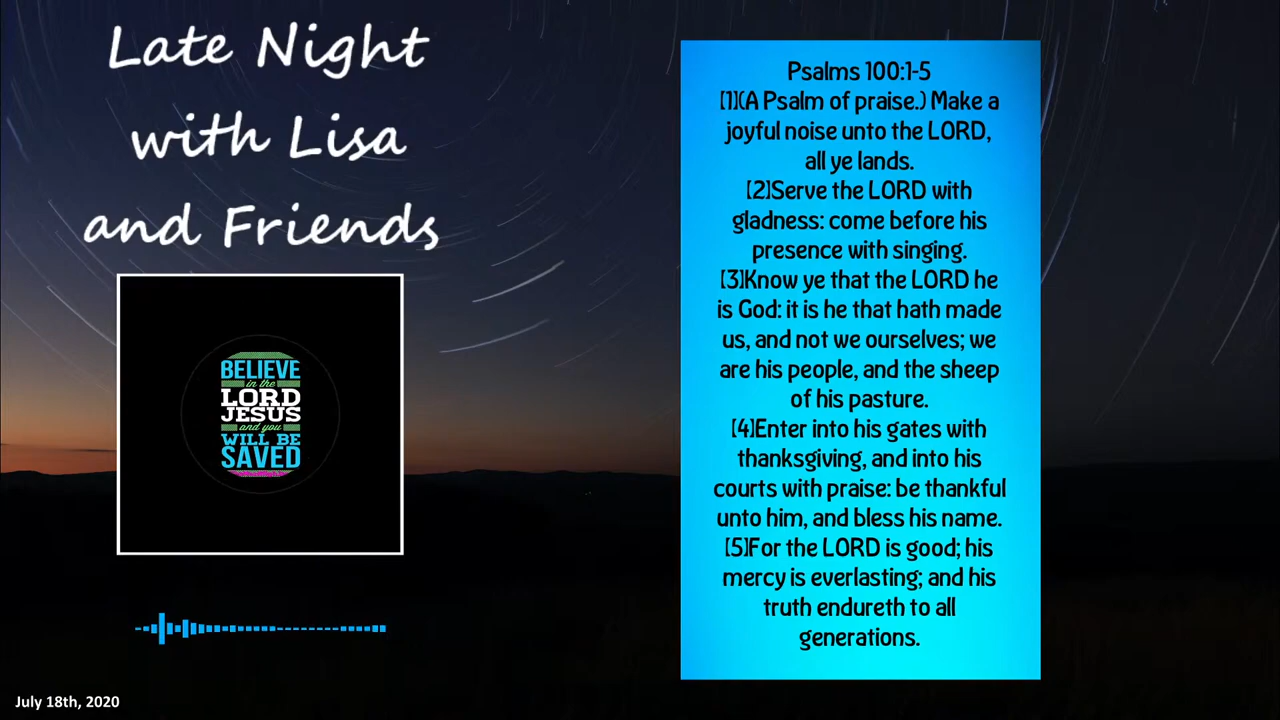 Late Night
with Lisa
and Friends
BELIEVE
in the
LORD
JESUS
and you
WILL BE
SAVED
July 18th, 2020
Psalms 100:1-5
[1](A Psalm of praise.) Make a
joyful noise unto the LORD,
all ye lands.
[2]Serve the LORD with
gladness: come before his
presence with singing.
[3]Know ye that the LORD he
is God: it is he that hath made
us, and not we ourselves; we
are his people, and the sheep
of his pasture.
[4]Enter into his gates with
thanksgiving, and into his
courts with praise: be thankful
unto him, and bless his name.
[5]For the LORD is good; his
mercy is everlasting; and his
truth endureth to all
generations.